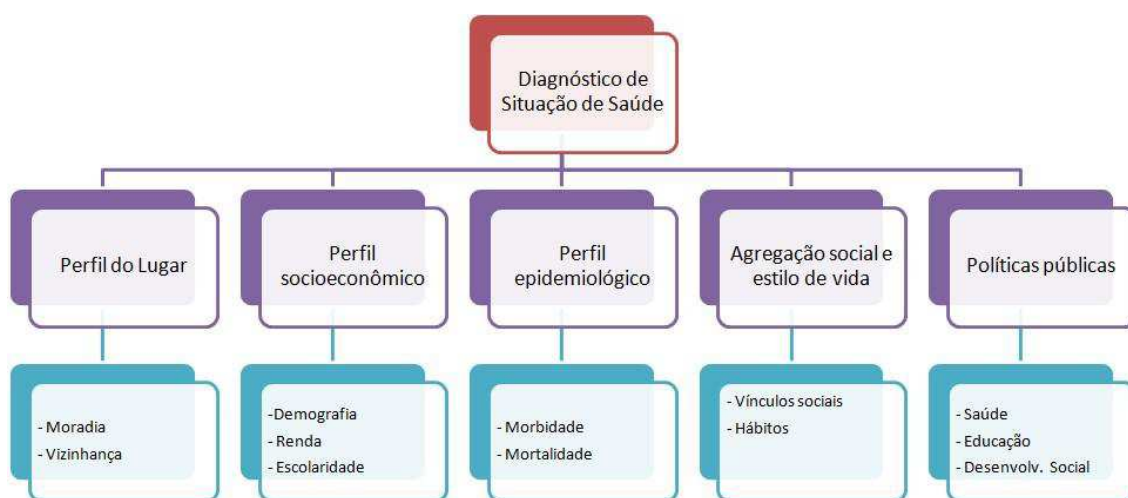 Diagnóstico de
Situação de Saúde
Perfil do Lugar
Perfil
socioeconômico
Perfil
epidemiológico
Agregação social e
estilo de vida
Políticas públicas
- Moradia
- Vizinhança
-Demografia
- Renda
- Escolaridade
- Morbidade
- Mortalidade
- Vínculos sociais
- Hábitos
- Saúde
- Educação
- Desenvolv. Social